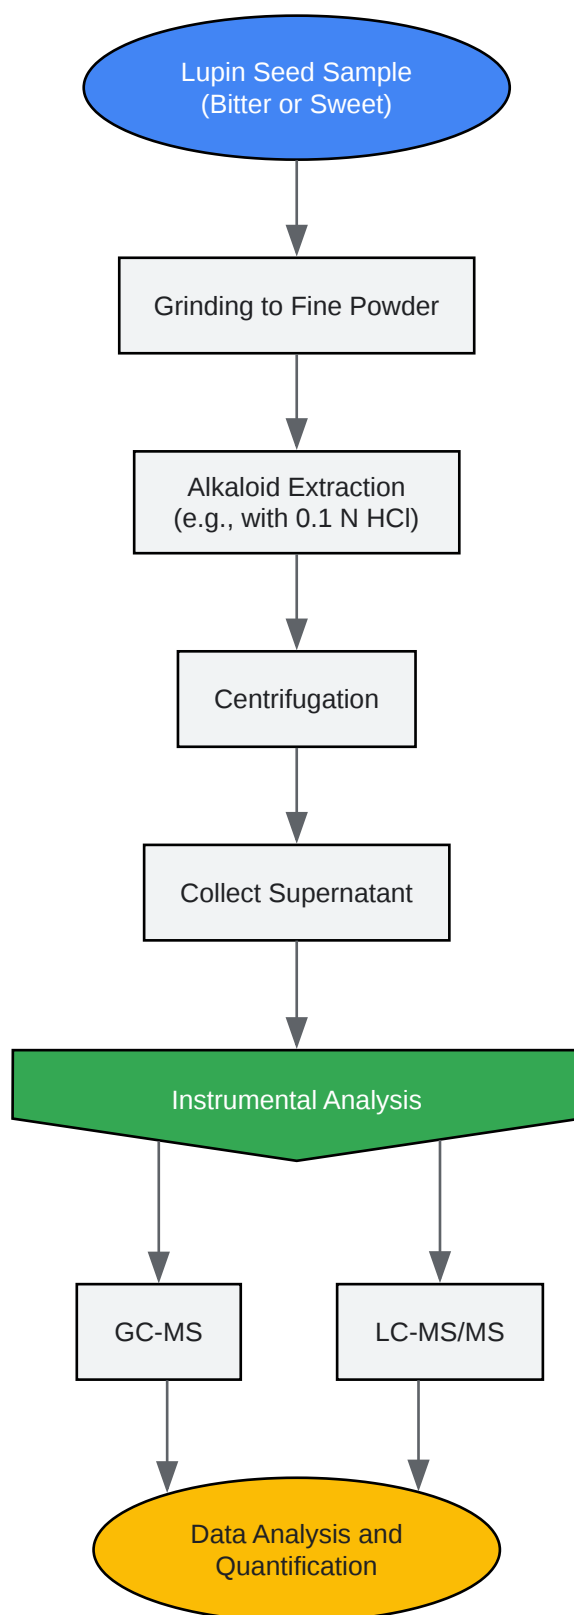 Lupin Seed Sample
(Bitter or Sweet)
Grinding to Fine Powder
Alkaloid Extraction
(e.g., with 0.1 N HCl)
Centrifugation
Collect Supernatant
Instrumental Analysis
GC-MS
LC-MS/MS
Data Analysis and
Quantification